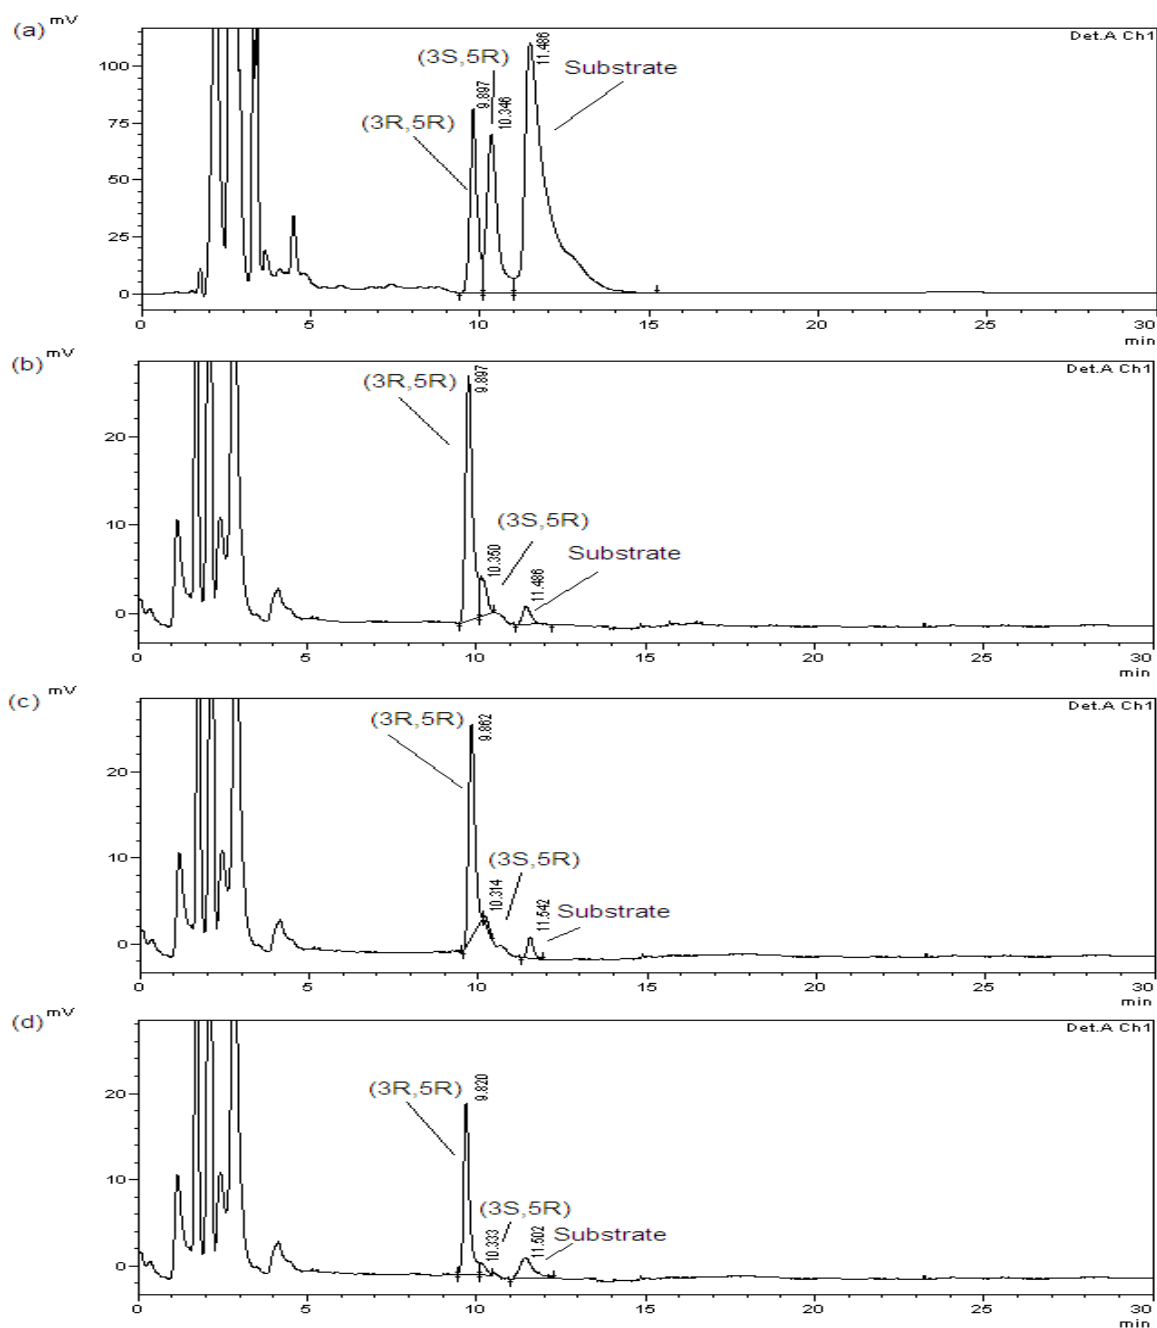 (a) mV
Det.A Ch1
(3S,5R)
11.486
Substrate
9.897
10.346
(3R,5R)
100
75
50
25
0
0 5 10 15 20 25 30
min
(b) mV
Det.A Ch1
(3R,5R)
9.897
20
(3S,5R)
10.350
Substrate
11.486
10
0
0 5 10 15 20 25 30
min
(c) mV
Det.A Ch1
(3R,5R)
9.862
20
(3S,5R)
10.314
11.542
Substrate
10
0
0 5 10 15 20 25 30
min
(d) mV
Det.A Ch1
(3R,5R)
9.820
20
(3S,5R)
10.333
11.502
Substrate
10
0
0 5 10 15 20 25 30
min